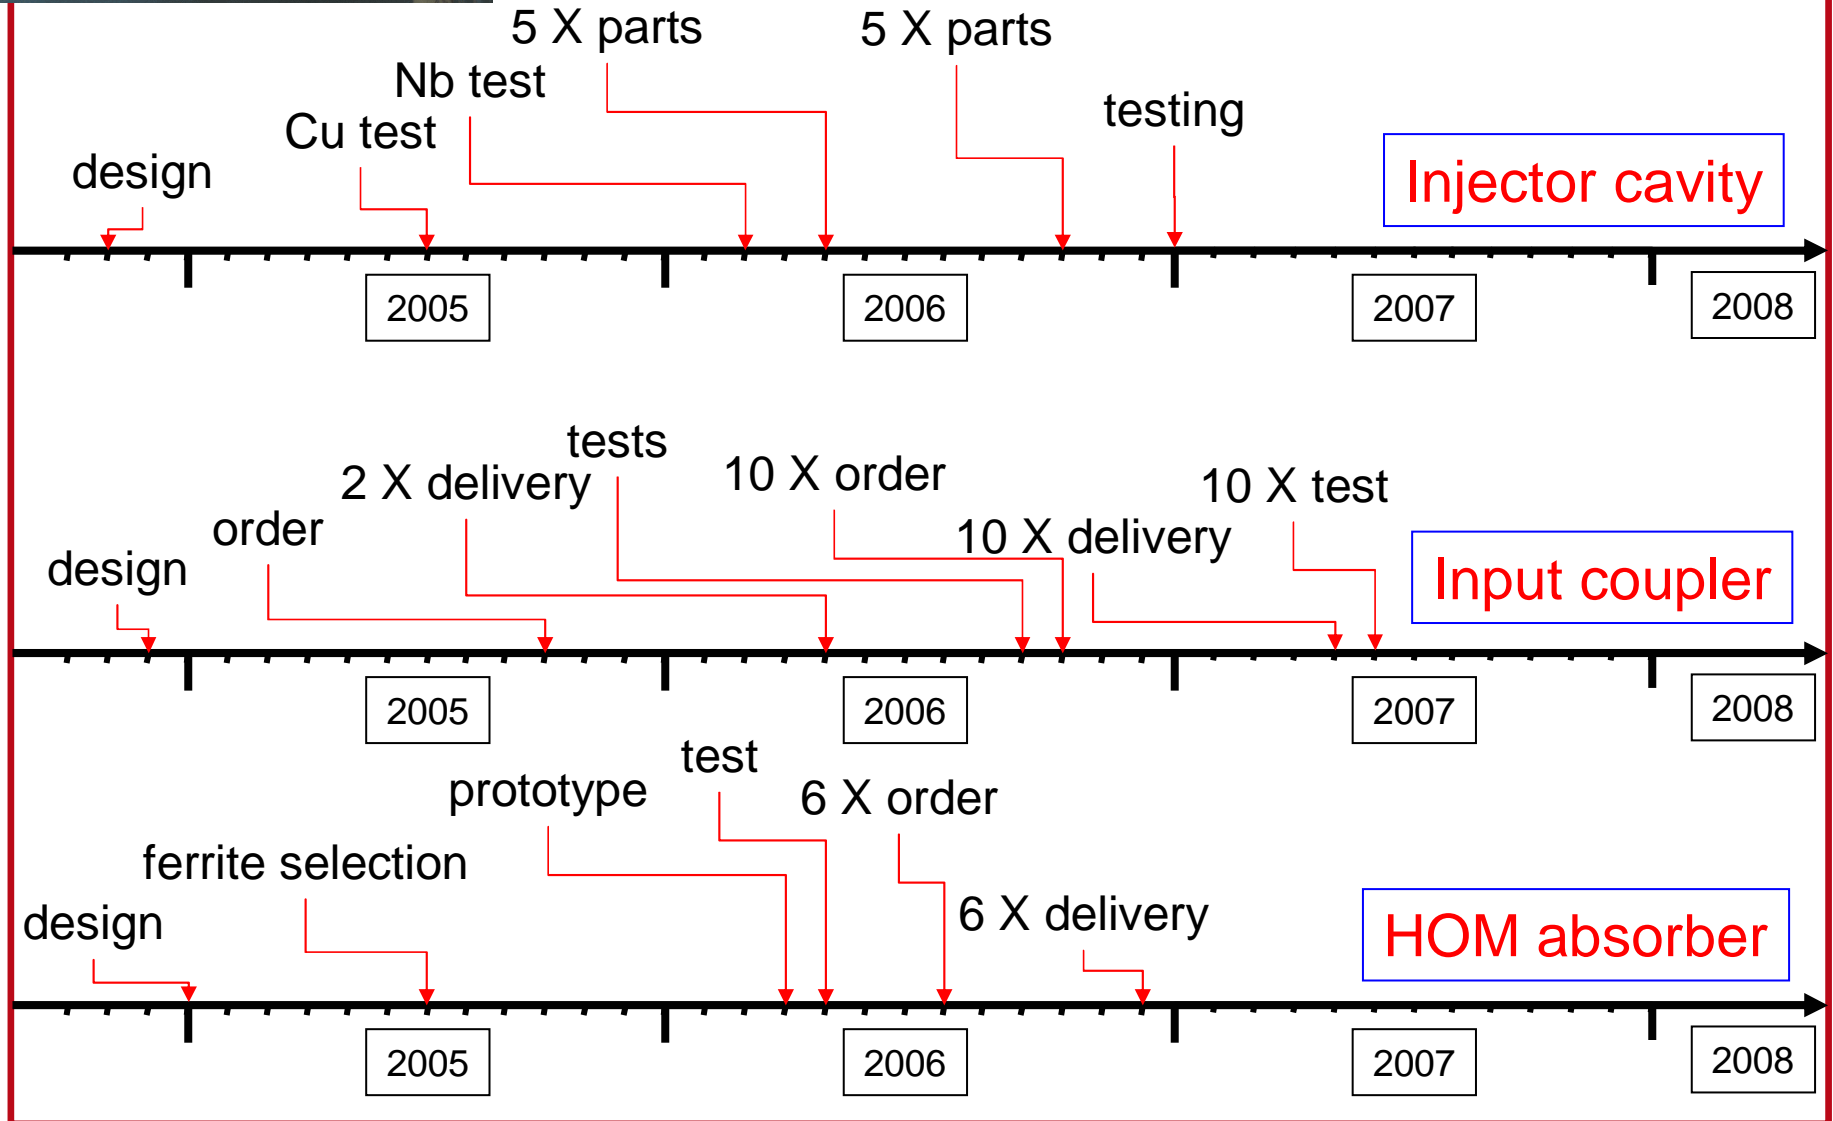 5 X parts
5 X parts
Nb test
testing
Cu test
design
Injector cavity
2005
2006
2007
2008
tests
2 X delivery
10 X order
10 X test
order
10 X delivery
design
Input coupler
2005
2006
2007
2008
test
prototype
6 X order
ferrite selection
6 X delivery
design
HOM absorber
2005
2006
2007
2008